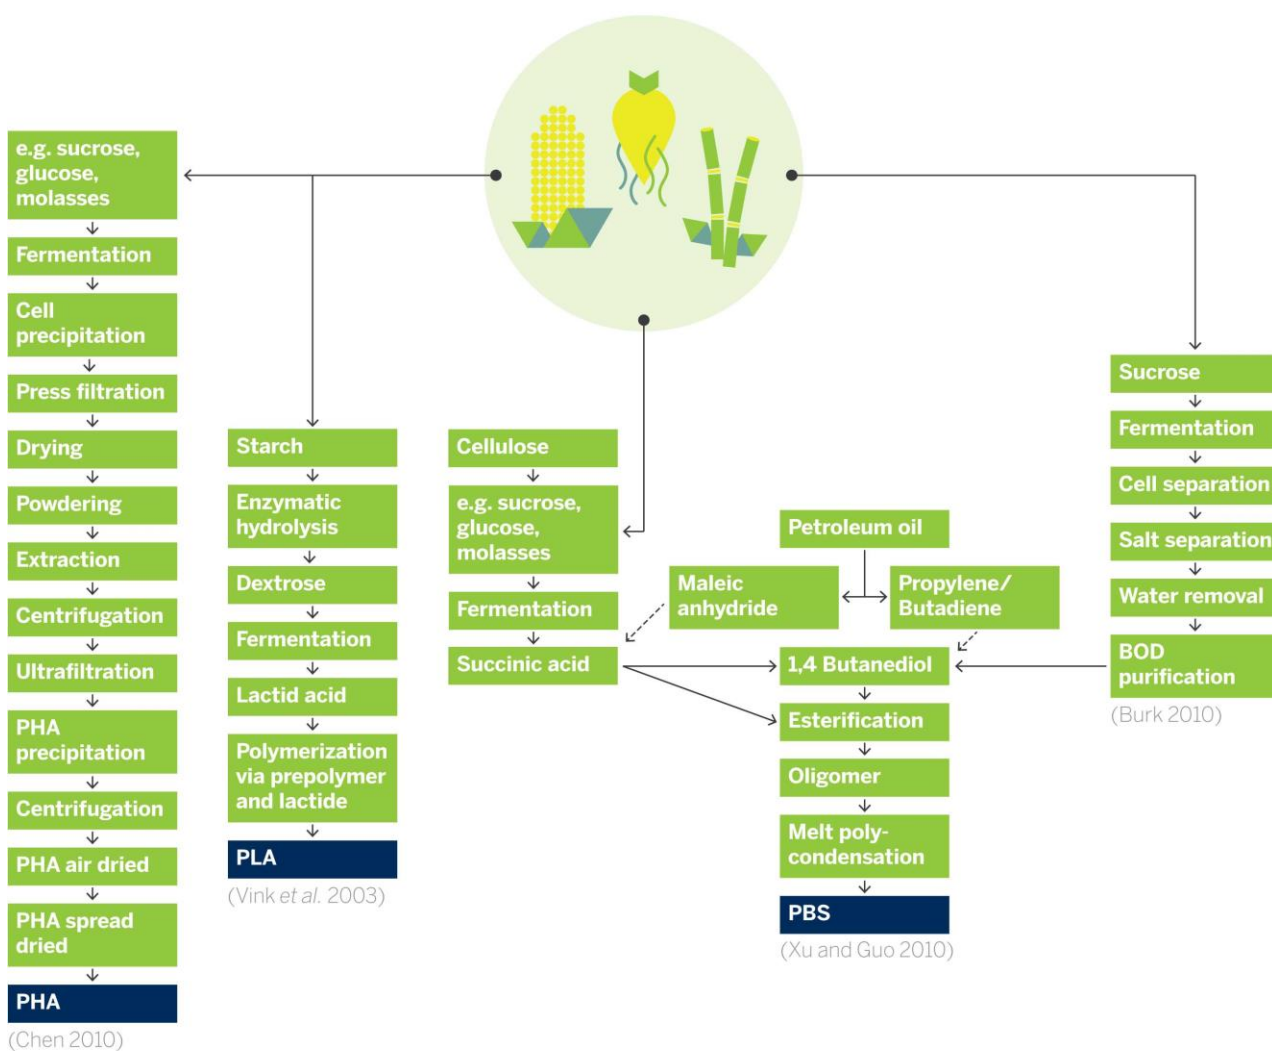 e.g. sucrose,
glucose,
molasses
Fermentation
Cell
precipitation
Press filtration
Drying
Powdering
Extraction
Centrifugation
Ultrafiltration
PHA
precipitation
Centrifugation
PHA air dried
PHA spread
dried
PHA
(Chen 2010)
Starch
Enzymatic
hydrolysis
Dextrose
Fermentation
Lactid acid
Polymerization
via prepolymer
and lactide
PLA
(Vink et al. 2003)
Cellulose
e.g. sucrose,
glucose,
molasses
Fermentation
Succinic acid
Petroleum oil
Maleic
anhydride
Propylene/
Butadiene
1,4 Butanediol
Esterification
Oligomer
Melt poly-
condensation
PBS
(Xu and Guo 2010)
Sucrose
Fermentation
Cell separation
Salt separation
Water removal
BOD
purification
(Burk 2010)